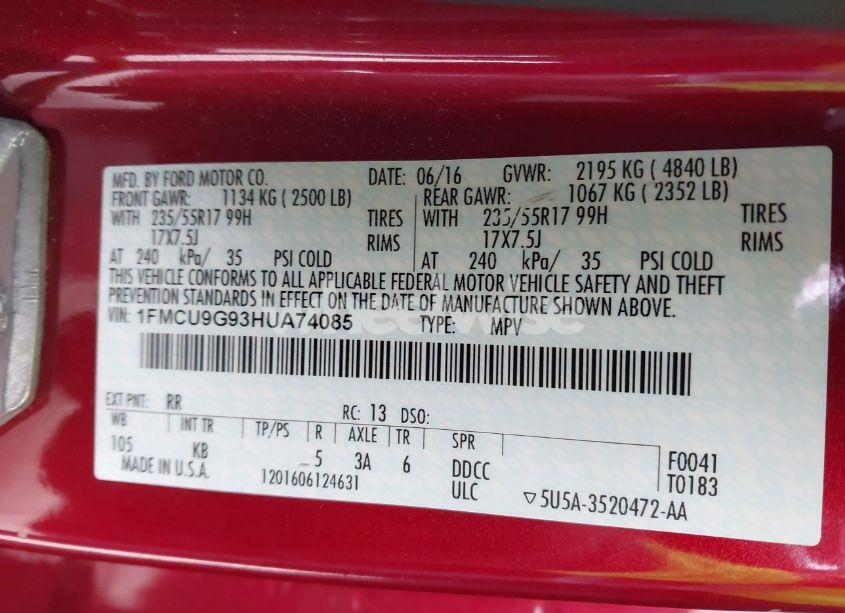 MFD. BY FORD MOTOR CO. DATE: 06/16 GVWR: 2195 KG ( 4840 LB)
FRONT GAWR: 1134 KG ( 2500 LB) REAR GAWR: 1067 KG ( 2352 LB)
WITH 235/55R17 99H TIRES WITH 235/55R17 99H TIRES
17X7.5J RIMS 17X7.5J RIMS
AT 240 kPa/ 35 PSI COLD AT 240 kPa/ 35 PSI COLD
THIS VEHICLE CONFORMS TO ALL APPLICABLE FEDERAL MOTOR VEHICLE SAFETY AND THEFT
PREVENTION STANDARDS IN EFFECT ON THE DATE OF MANUFACTURE SHOWN ABOVE.
VIN: 1FMCU9G93HUA74085 TYPE: MPV
EXT PNT: RR RC: 13 DSO:
WB INT TR TP/PS R AXLE TR SPR
105 KB 5 3A 6 DDCC F0041
MADE IN U.S.A. 1201606124631 ULC T0183
▽5U5A-3520472-AA